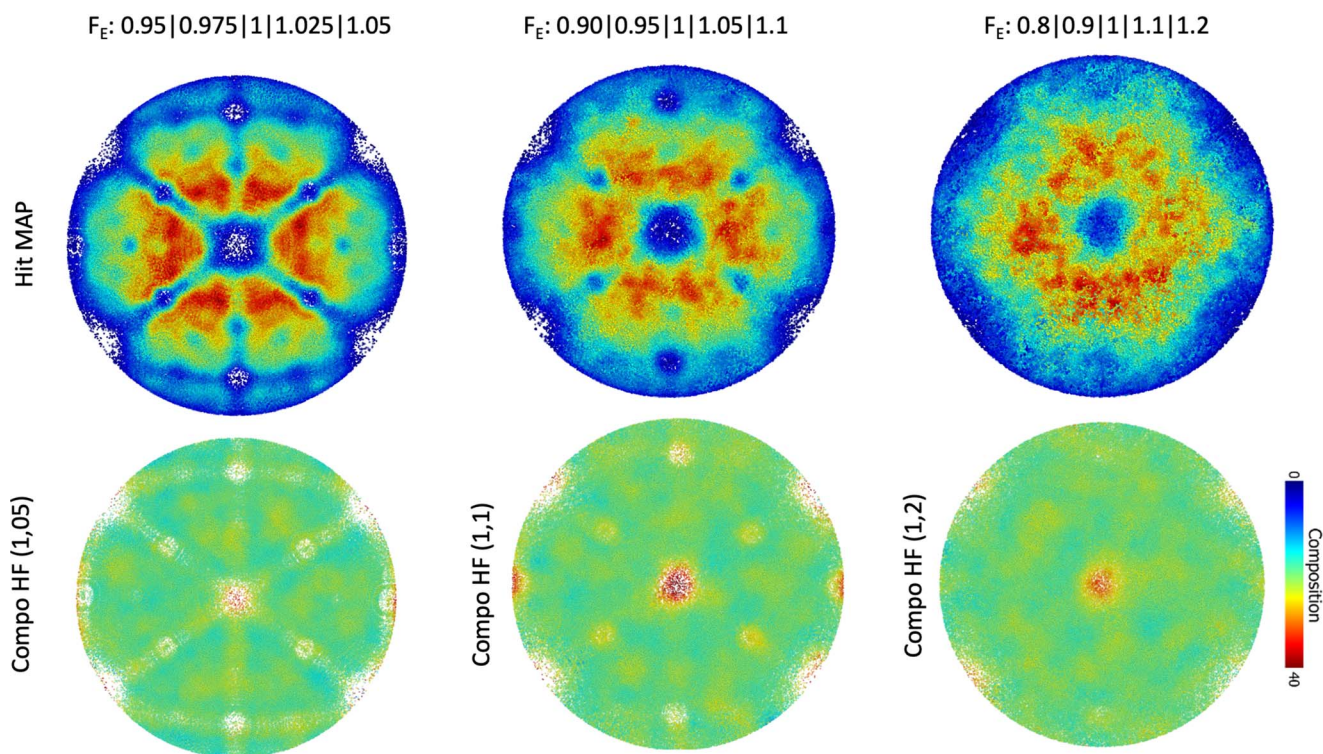 F_E: 0.95|0.975|1|1.025|1.05
F_E: 0.90|0.95|1|1.05|1.1
F_E: 0.8|0.9|1|1.1|1.2
Hit MAP
Compo HF (1,05)
Compo HF (1,1)
Compo HF (1,2)
0
Composition
40